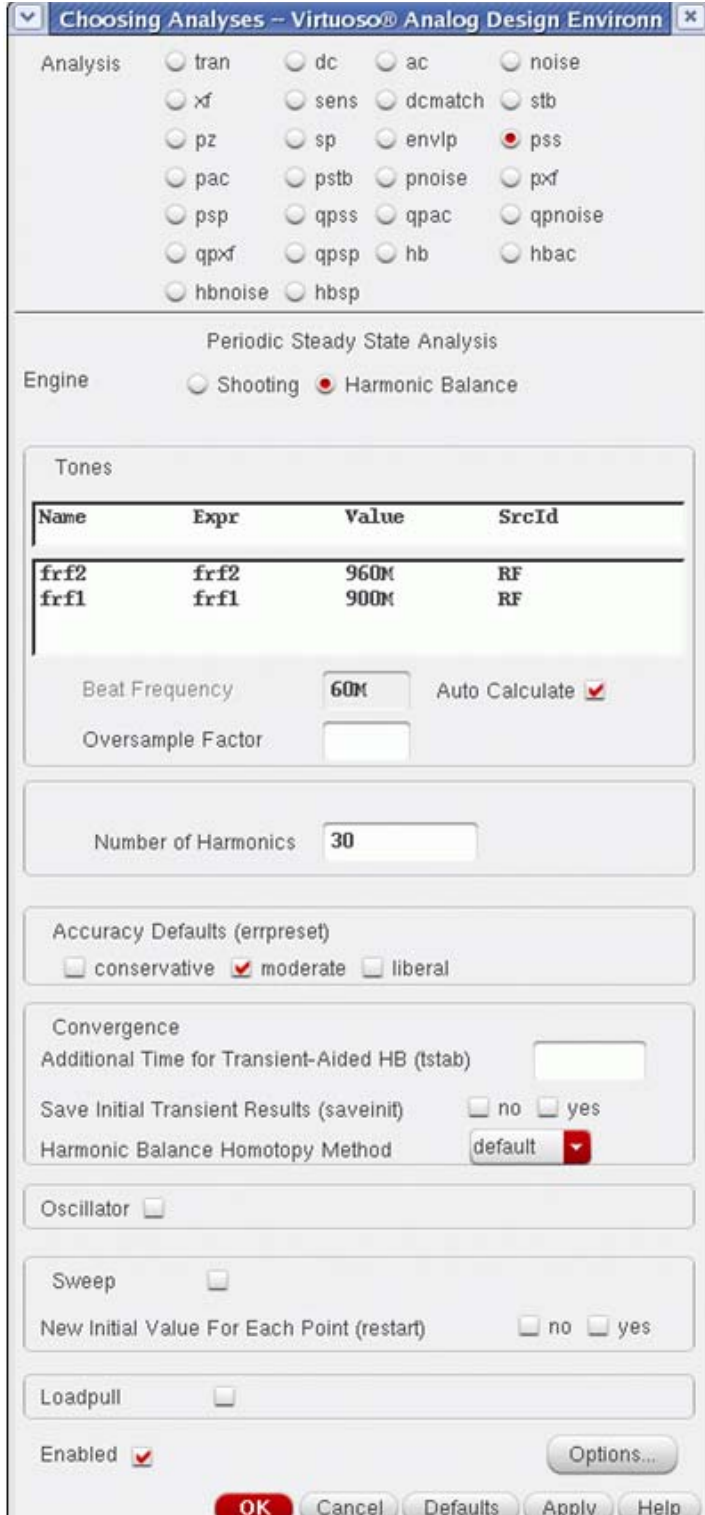 Choosing Analyses -- Virtuoso® Analog Design Environn
Analysis tran dc ac noise
xf sens dcmatch stb
pz sp envlp pss
pac pstb pnoise pxf
psp qpss qpac qpnoise
qpxf qpsp hb hbac
hbnoise hbsp
Periodic Steady State Analysis
Engine Shooting Harmonic Balance
Tones
Name Expr Value SrcId
frf2 frf2 960M RF
frf1 frf1 900M RF
Beat Frequency 60M Auto Calculate
Oversample Factor
Number of Harmonics 30
Accuracy Defaults (errpreset)
conservative moderate liberal
Convergence
Additional Time for Transient-Aided HB (tstab)
Save Initial Transient Results (saveinit) no yes
Harmonic Balance Homotopy Method default
Oscillator
Sweep
New Initial Value For Each Point (restart) no yes
Loadpull
Enabled Options...
OK Cancel Defaults Apply Help